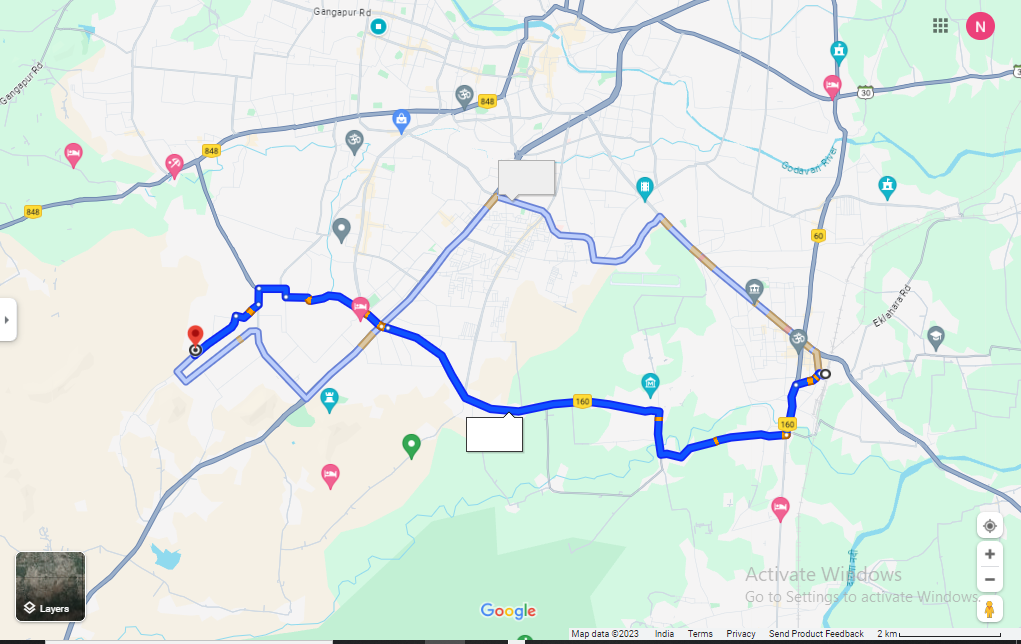 Gangapur Rd
N
Gangapur Rd
848
30
3
848
Godavari River
848
60
Eklahara Rd
160
160
Layers
Activate Windows
Go to Settings to activate Windows.
Google
Map data ©2023 India Terms Privacy Send Product Feedback 2 km